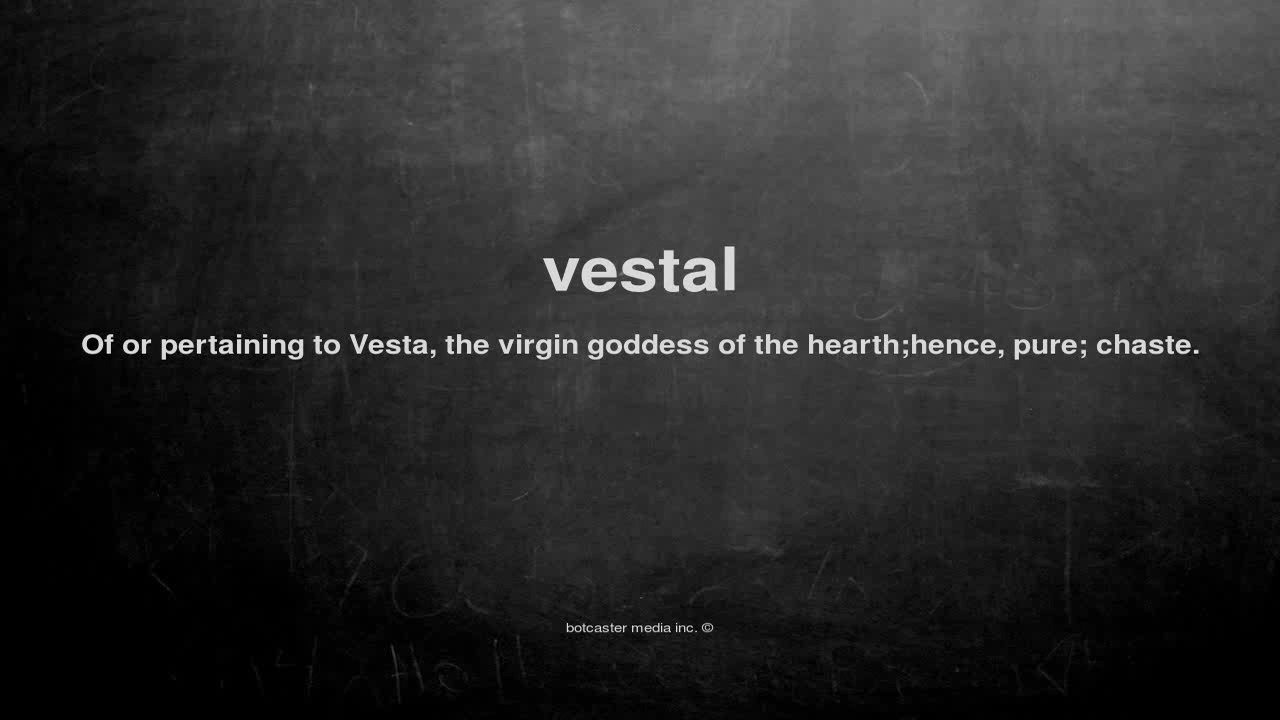 vestal
Of or pertaining to Vesta, the virgin goddess of the hearth;hence, pure; chaste.
botcaster media inc. ©